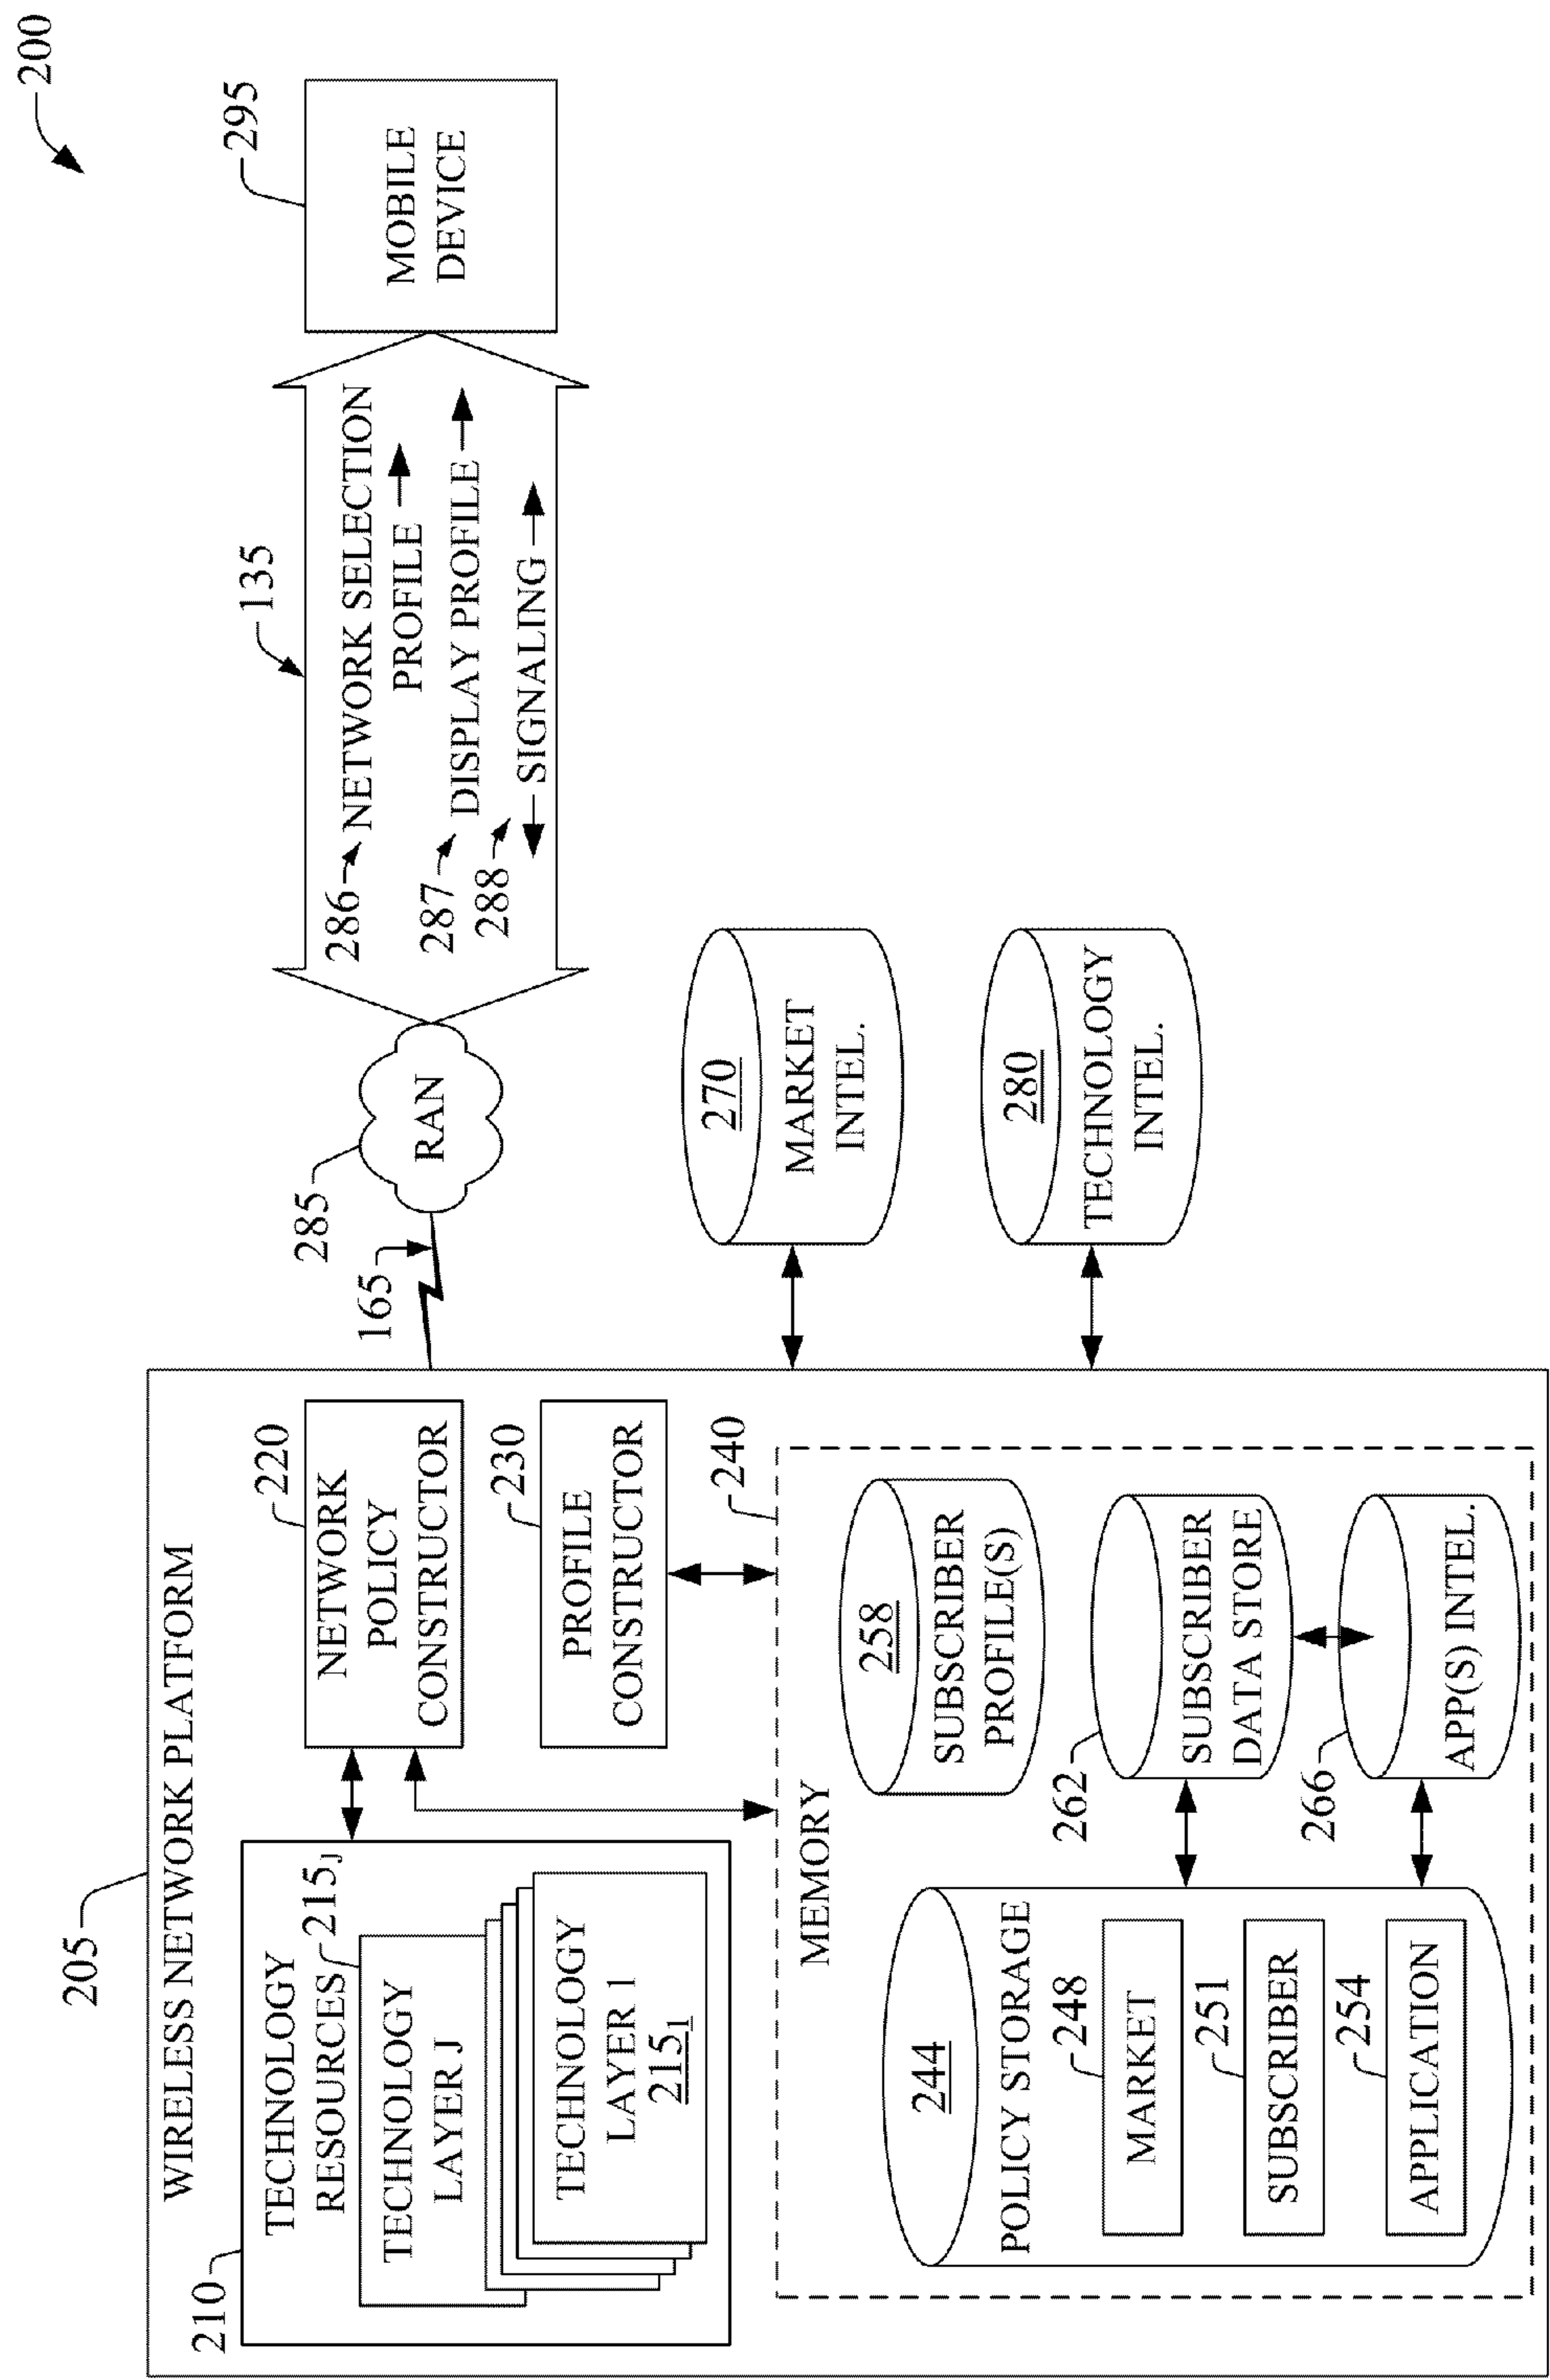 200
205
WIRELESS NETWORK PLATFORM
210
TECHNOLOGY
RESOURCES
215J
TECHNOLOGY
LAYER J
TECHNOLOGY
LAYER 1
2151
220
NETWORK
POLICY
CONSTRUCTOR
230
PROFILE
CONSTRUCTOR
240
MEMORY
244
POLICY STORAGE
248
MARKET
251
SUBSCRIBER
254
APPLICATION
258
SUBSCRIBER
PROFILE(S)
262
SUBSCRIBER
DATA STORE
266
APP(S) INTEL.
165
285
RAN
135
286
NETWORK SELECTION
PROFILE
287
DISPLAY PROFILE
288
SIGNALING
295
MOBILE
DEVICE
270
MARKET
INTEL.
280
TECHNOLOGY
INTEL.